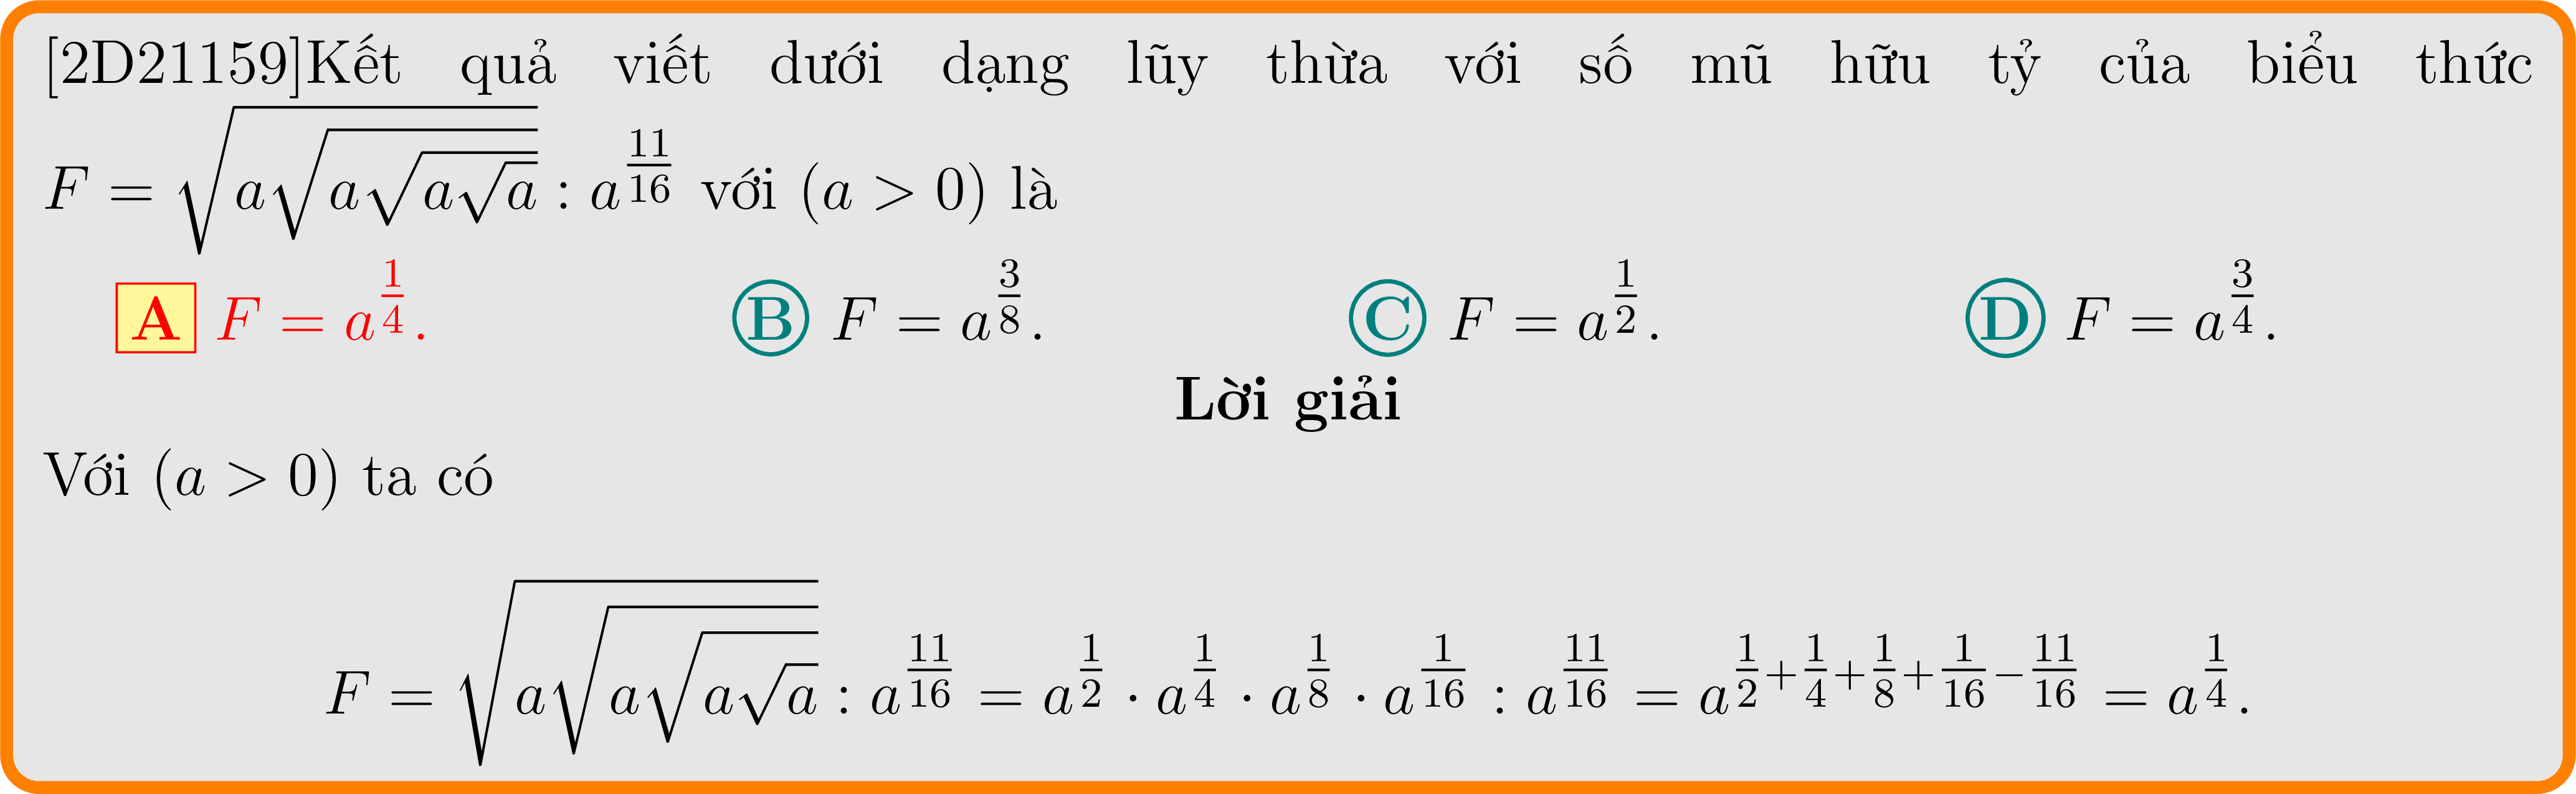 [2D21159]Kết quả viết dưới dạng lũy thừa với số mũ hữu tỷ của biểu thức
$F = \sqrt{a\sqrt{a\sqrt{a\sqrt{a}}}} : a^{\frac{11}{16}}$ với $(a > 0)$ là
A $F = a^{\frac{1}{4}}$. B $F = a^{\frac{3}{8}}$. C $F = a^{\frac{1}{2}}$. D $F = a^{\frac{3}{4}}$.
Lời giải
Với $(a > 0)$ ta có
$F = \sqrt{a\sqrt{a\sqrt{a\sqrt{a}}}} : a^{\frac{11}{16}} = a^{\frac{1}{2}} \cdot a^{\frac{1}{4}} \cdot a^{\frac{1}{8}} \cdot a^{\frac{1}{16}} : a^{\frac{11}{16}} = a^{\frac{1}{2}+\frac{1}{4}+\frac{1}{8}+\frac{1}{16}-\frac{11}{16}} = a^{\frac{1}{4}}.$